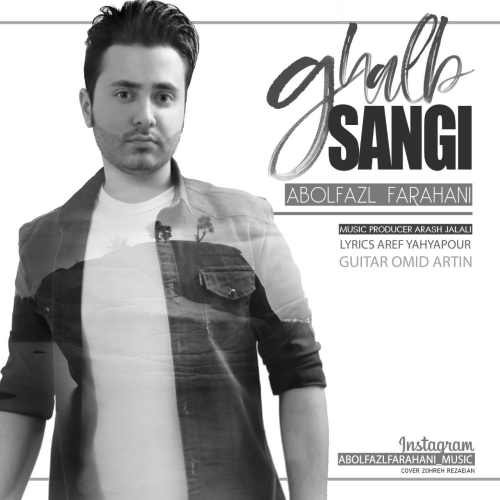 ghalb
SANGI
ABOLFAZL FARAHANI
MUSIC PRODUCER ARASH JALALI
LYRICS AREF YAHYAPOUR
GUITAR OMID ARTIN
Instagram
ABOLFAZLFARAHANI_MUSIC
COVER ZOHREH REZAEIAN